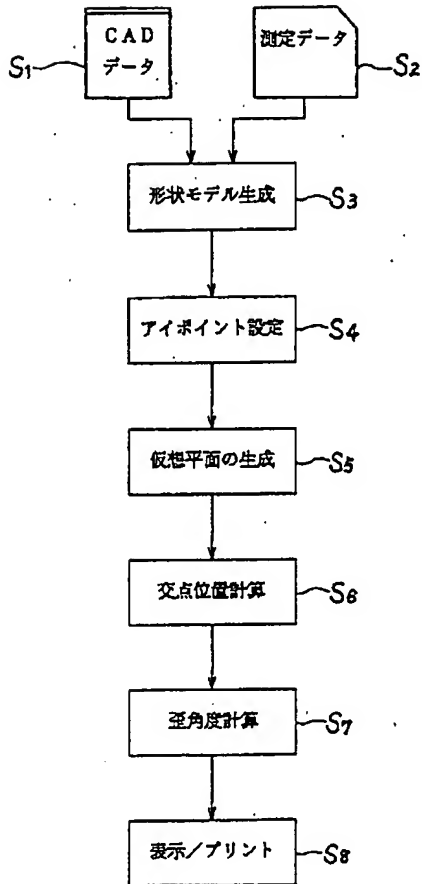 CAD
データ
S1
測定データ
S2
形状モデル生成
S3
アイポイント設定
S4
仮想平面の生成
S5
交点位置計算
S6
歪角度計算
S7
表示／プリント
S8